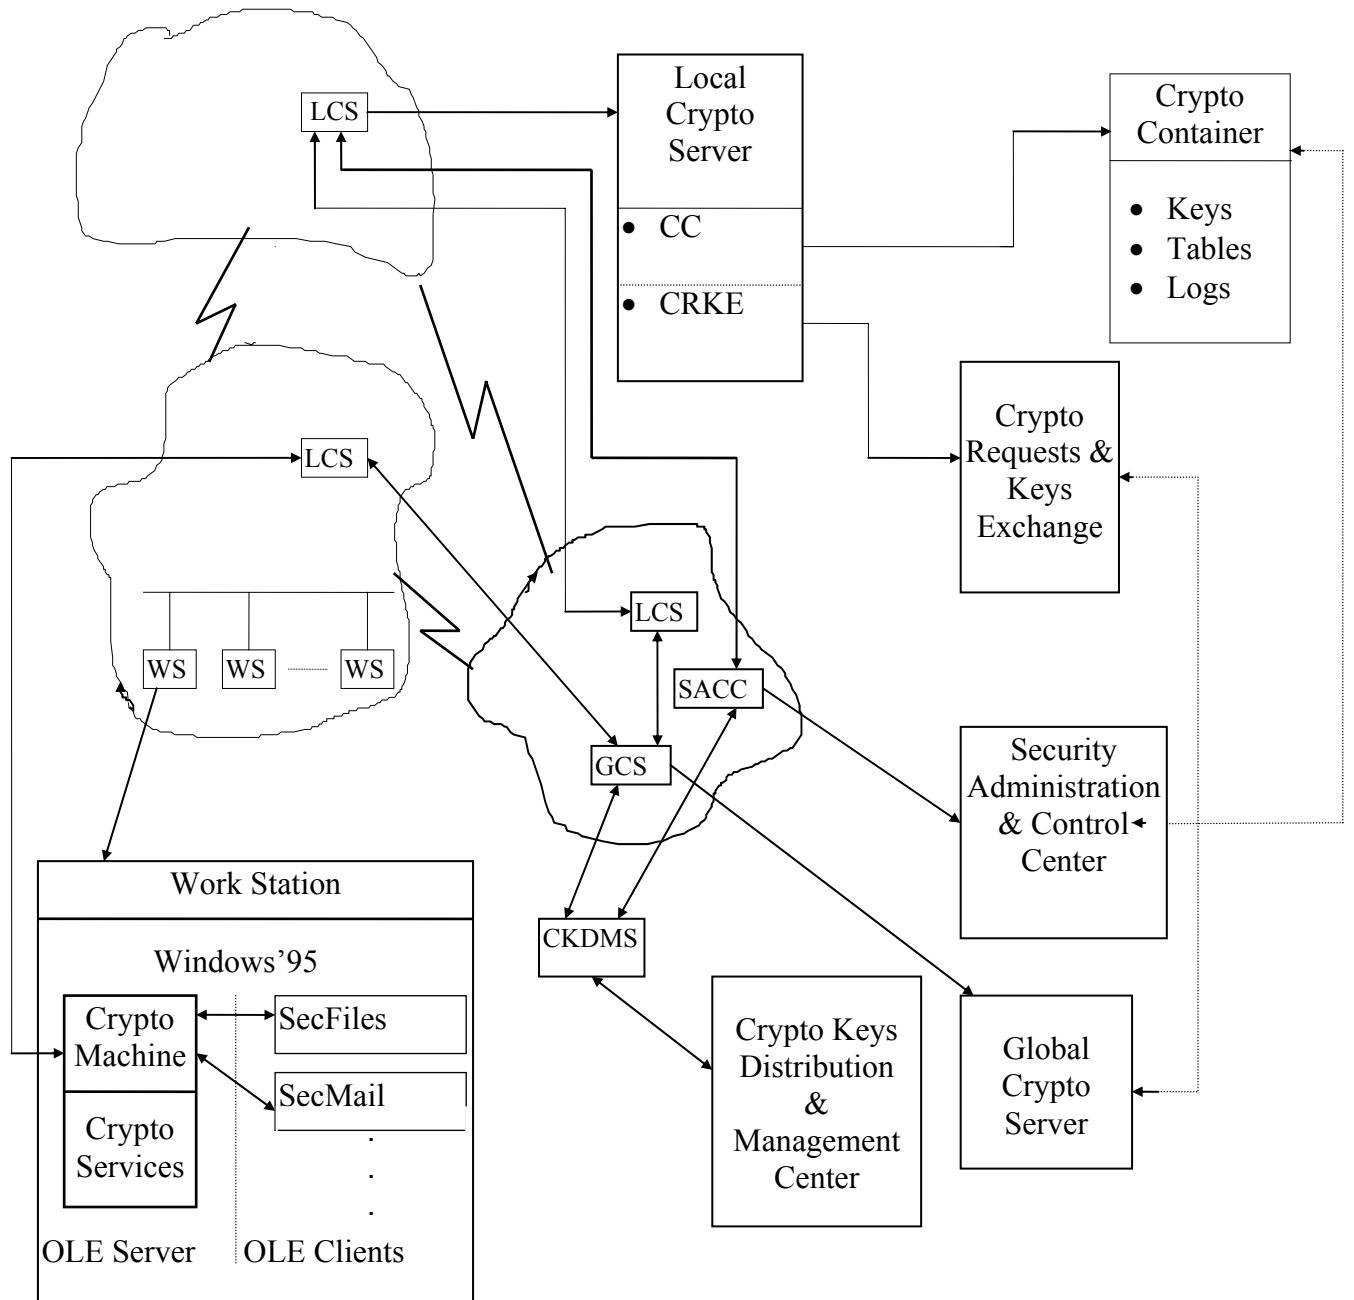 LCS
Local
Crypto
Server
• CC
• CRKE
Crypto
Container
• Keys
• Tables
• Logs
Crypto
Requests &
Keys
Exchange
LCS
WS
WS
WS
LCS
SACC
GCS
Security
Administration
& Control
Center
CKDMS
Work Station
Windows’95
Crypto
Machine
Crypto
Services
SecFiles
SecMail
.
.
.
OLE Server
OLE Clients
Crypto Keys
Distribution
&
Management
Center
Global
Crypto
Server